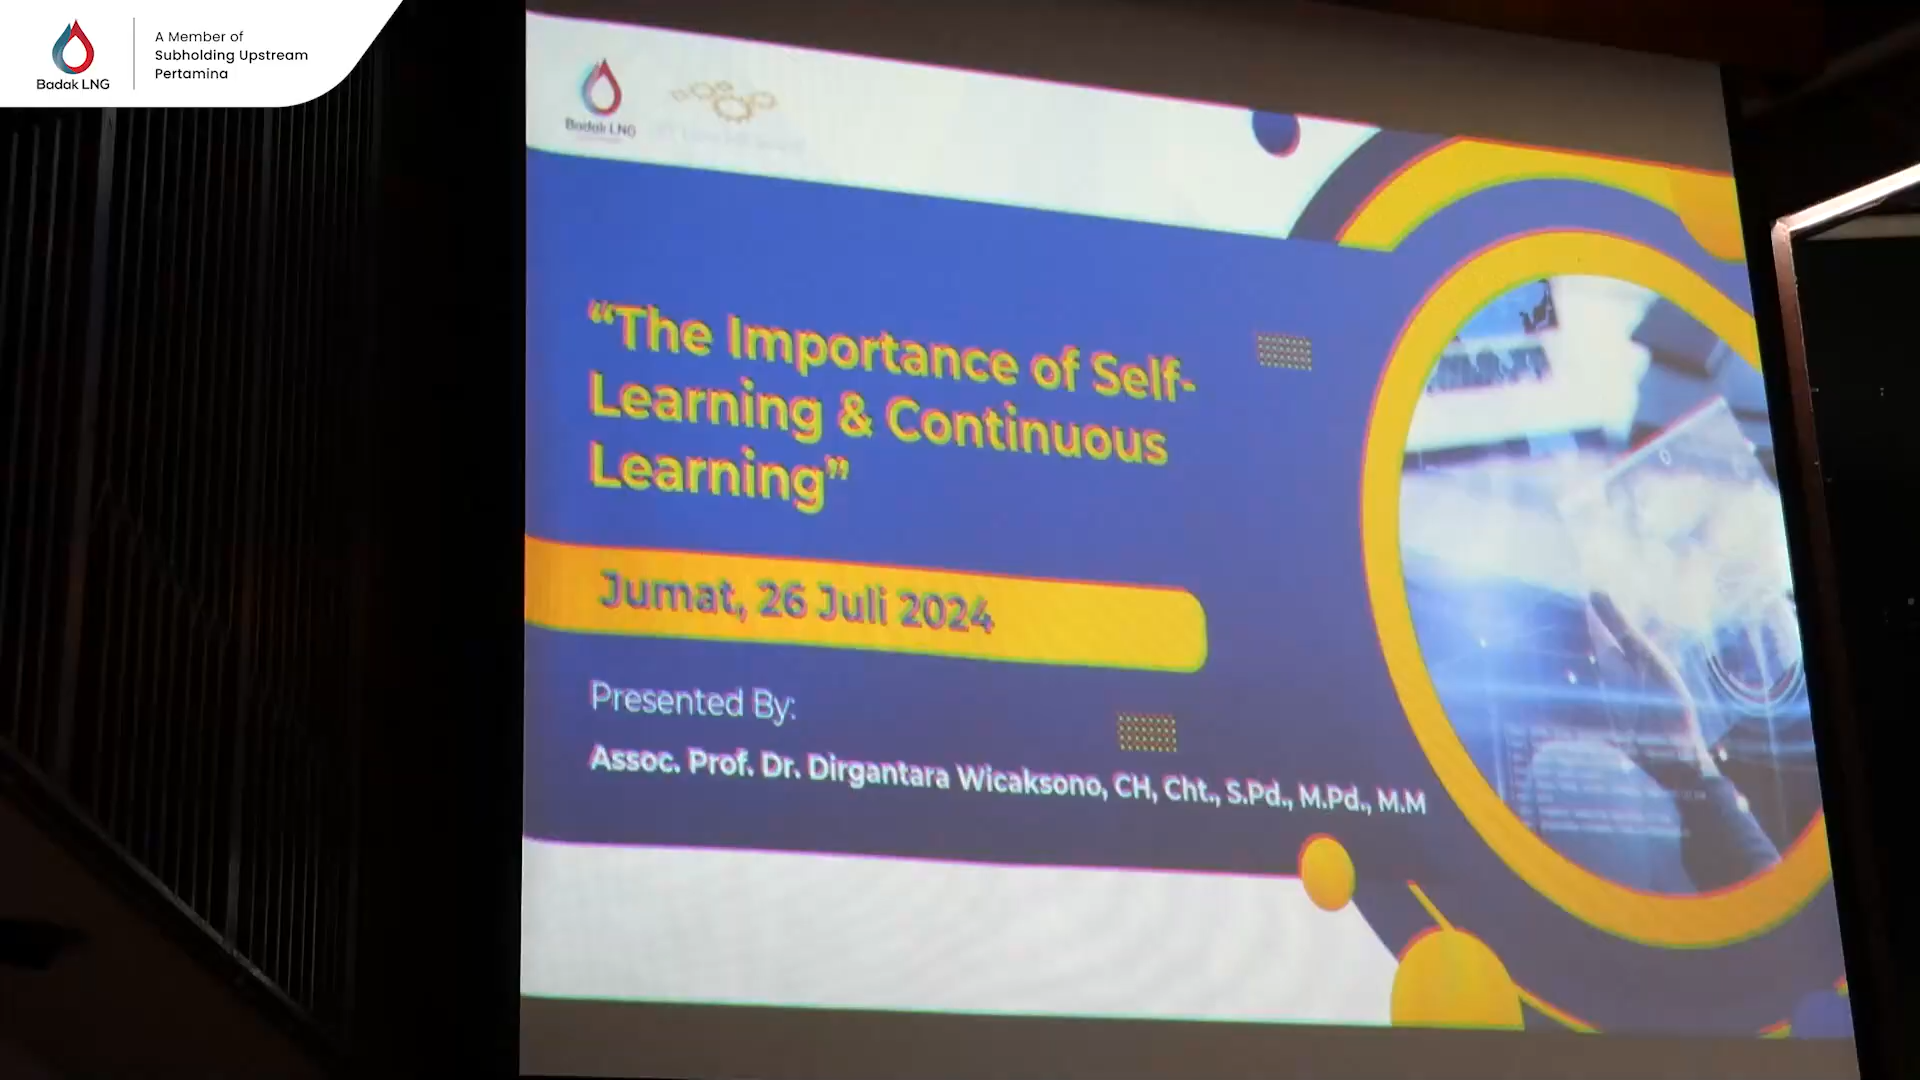 Badak LNG
A Member of
Subholding Upstream
Pertamina
Badak LNG
“The Importance of Self-
Learning & Continuous
Learning”
Jumat, 26 Juli 2024
Presented By:
Assoc. Prof. Dr. Dirgantara Wicaksono, CH, Cht., S.Pd., M.Pd., M.M